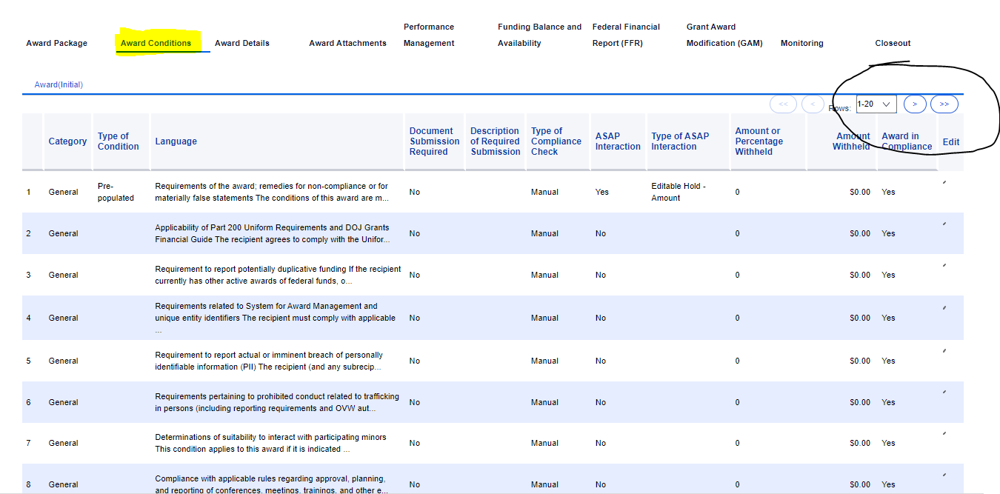 Award Package
Award Conditions
Award Details
Award Attachments
Performance
Management
Funding Balance and
Availability
Federal Financial
Report (FFR)
Grant Award
Modification (GAM)
Monitoring
Closeout
Award(Initial)
<< < Rows: 1-20 > >>
Category
Type of
Condition
Language
Document
Submission
Required
Description
of Required
Submission
Type of
Compliance
Check
ASAP
Interaction
Type of ASAP
Interaction
Amount or
Percentage
Withheld
Amount
Withheld
Award in
Compliance
Edit
1
General
Pre-
populated
Requirements of the award; remedies for non-compliance or for
materially false statements The conditions of this award are m...
No
Manual
Yes
Editable Hold -
Amount
0
$0.00
Yes
2
General
Applicability of Part 200 Uniform Requirements and DOJ Grants
Financial Guide The recipient agrees to comply with the Unifor...
No
Manual
No
0
$0.00
Yes
3
General
Requirement to report potentially duplicative funding If the recipient
currently has other active awards of federal funds, o...
No
Manual
No
0
$0.00
Yes
4
General
Requirements related to System for Award Management and
unique entity identifiers The recipient must comply with applicable
...
No
Manual
No
0
$0.00
Yes
5
General
Requirement to report actual or imminent breach of personally
identifiable information (PII) The recipient (and any subrecip...
No
Manual
No
0
$0.00
Yes
6
General
Requirements pertaining to prohibited conduct related to trafficking
in persons (including reporting requirements and OVW aut...
No
Manual
No
0
$0.00
Yes
7
General
Determinations of suitability to interact with participating minors
This condition applies to this award if it is indicated ...
No
Manual
No
0
$0.00
Yes
8
General
Compliance with applicable rules regarding approval, planning,
and reporting of conferences, meetings, trainings, and other e...
No
Manual
No
0
$0.00
Yes